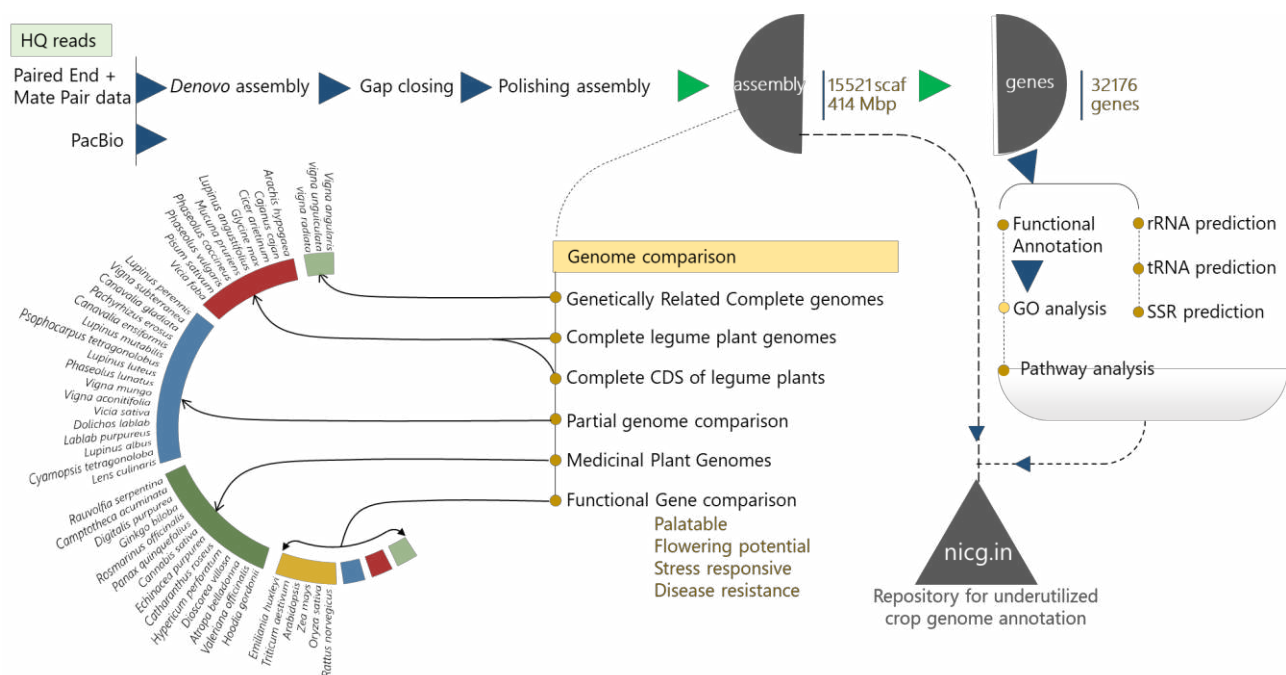 HQ reads
Paired End +
Mate Pair data
PacBio
Denovo assembly
Gap closing
Polishing assembly
assembly
15521scaf
414 Mbp
genes
32176
genes
Functional
Annotation
GO analysis
Pathway analysis
rRNA prediction
tRNA prediction
SSR prediction
Genome comparison
Genetically Related Complete genomes
Complete legume plant genomes
Complete CDS of legume plants
Partial genome comparison
Medicinal Plant Genomes
Functional Gene comparison
Palatable
Flowering potential
Stress responsive
Disease resistance
nicg.in
Repository for underutilized
crop genome annotation
Vigna angularis
vigna unguiculata
vigna radiata
Arachis hypogaea
Cajanus cajan
Cicer arietinum
Glycine max
Lupinus angustifolius
Mucuna pruriens
Phaseolus coccineus
Phaseolus vulgaris
Pisum sativum
Vicia faba
Lupinus perennis
Vigna subterranea
Canavalia gladiata
Pachyrhizus erosus
Canavalia ensiformis
Lupinus mutabilis
Psophocarpus tetragonolobus
Lupinus luteus
Phaseolus lunatus
Vigna mungo
Vigna aconitifolia
Vicia sativa
Dolichos lablab
Lablab purpureus
Lupinus albus
Cyamopsis tetragonoloba
Lens culinaris
Rauvolfia serpentina
Camptotheca acuminata
Digitalis purpurea
Ginkgo biloba
Rosmarinus officinalis
Panax quinquefolius
Cannabis sativa
Echinacea purpurea
Catharanthus roseus
Hypericum perforatum
Dioscorea villosa
Atropa belladonna
Valeriana officinalis
Hoodia gordonii
Emiliania huxleyi
Triticum aestivum
Arabidopsis
Zea mays
Oryza sativa
Rattus norvegicus